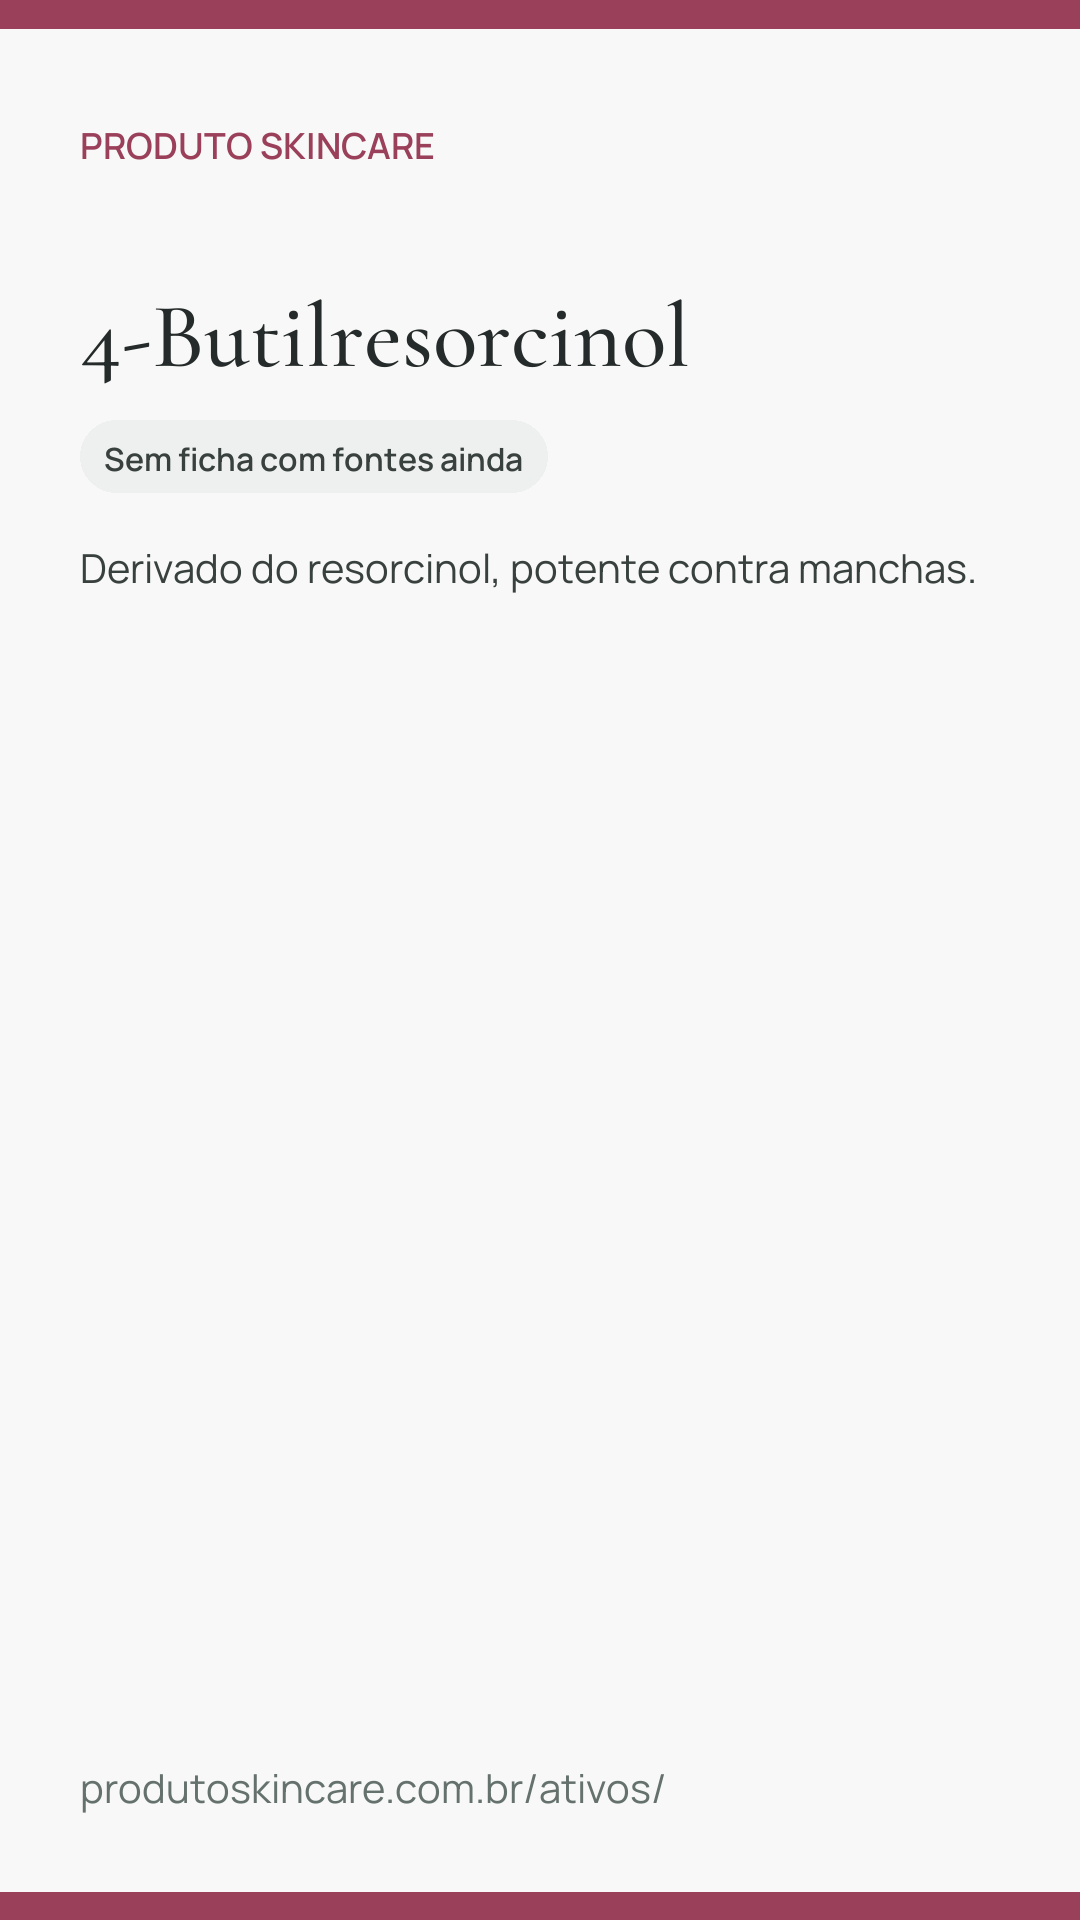 PRODUTO SKINCARE
4-Butilresorcinol
Sem ficha com fontes ainda
Derivado do resorcinol, potente contra manchas.
produtoskincare.com.br/ativos/